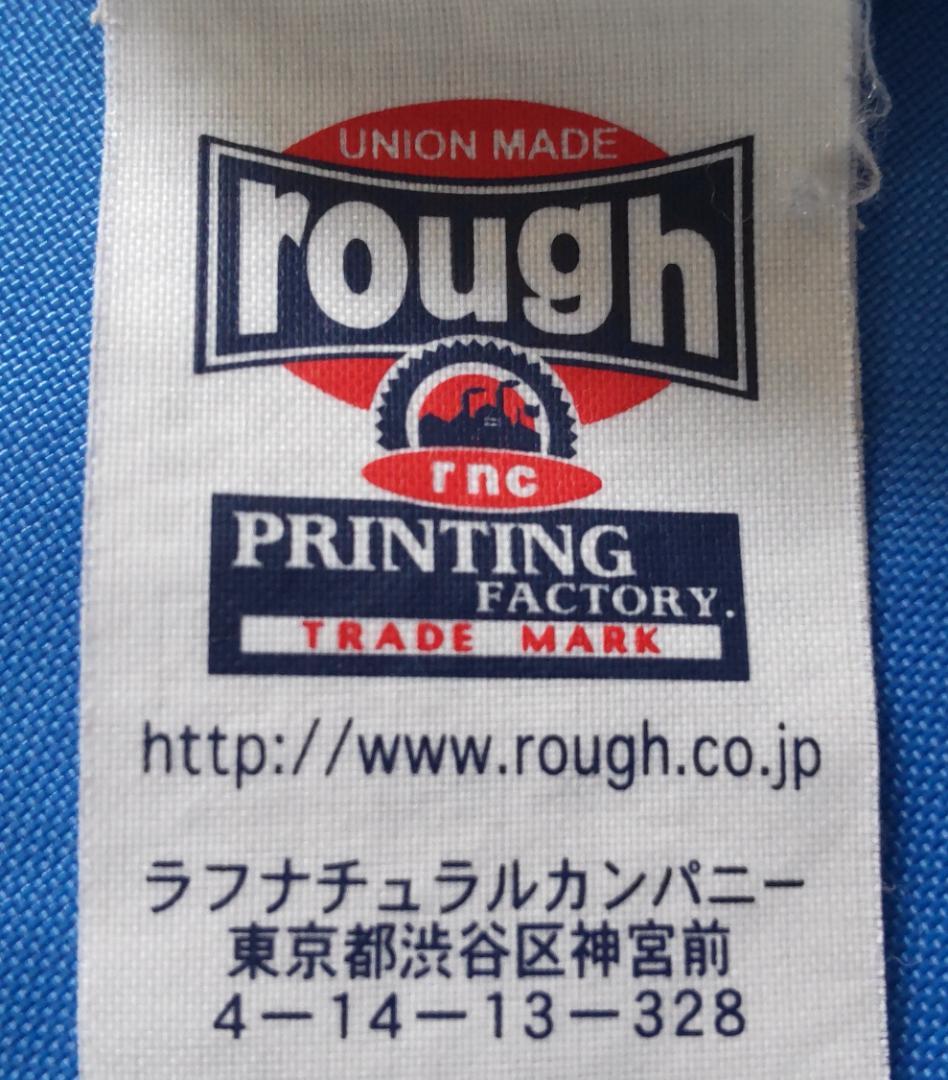 UNION MADE
rough
rnc
PRINTING
FACTORY.
TRADE MARK
http://www.rough.co.jp
ラフナチュラルカンパニー
東京都渋谷区神宮前
4－14－13－328